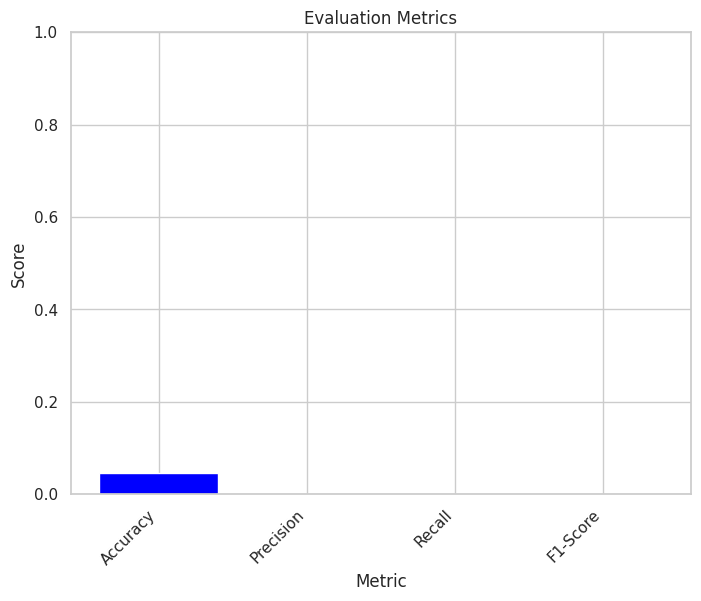 Evaluation Metrics
1.0
0.8
0.6
0.4
0.2
0.0
Score
Accuracy
Precision
Recall
F1-Score
Metric